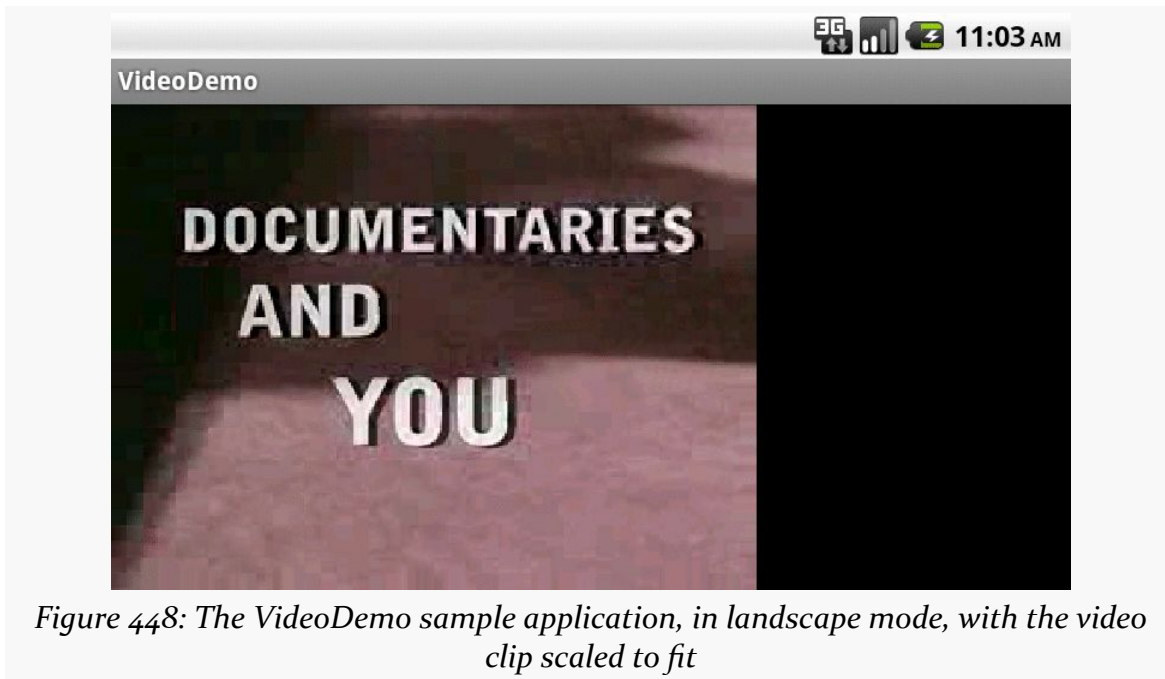 3G 11:03 AM
VideoDemo
DOCUMENTARIES
AND
YOU
Figure 448: The VideoDemo sample application, in landscape mode, with the video
clip scaled to fit